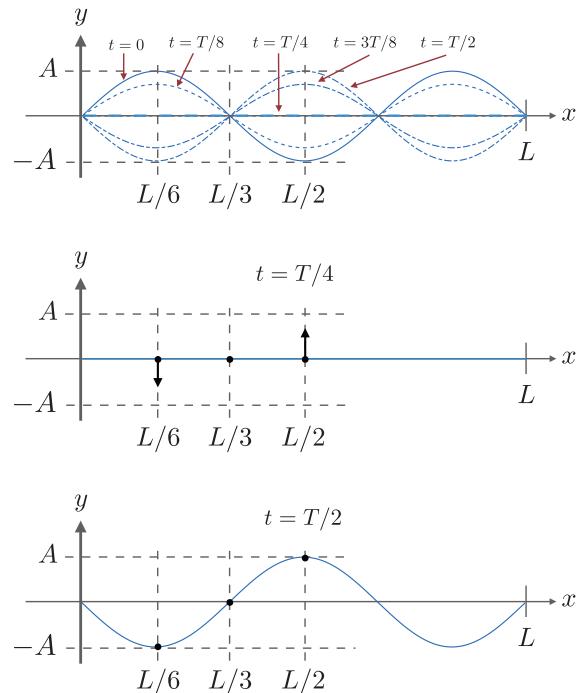 y
t = 0 t = T/8 t = T/4 t = 3T/8 t = T/2
A
x
−A
L/6 L/3 L/2 L
y
t = T/4
A
x
−A
L/6 L/3 L/2 L
y
t = T/2
A
x
−A
L/6 L/3 L/2 L